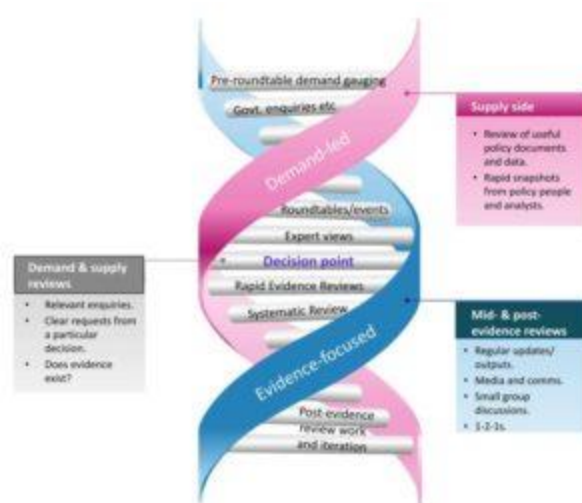 Pre-roundtable demand gauging
Govt. enquiries etc
Demand-led
Roundtables/events
Expert views
Decision point
Rapid Evidence Reviews
Systematic Review
Evidence-focused
Post-evidence
review work
and iteration
Supply side
• Review of useful
policy documents
and data.
• Rapid snapshots
from policy people
and analysts.
Demand & supply
reviews
• Relevant enquiries.
• Clear requests from
a particular
decision.
• Does evidence
exist?
Mid- & post-
evidence reviews
• Regular updates/
outputs.
• Media and comms.
• Small group
discussions.
• 1-2-1s.